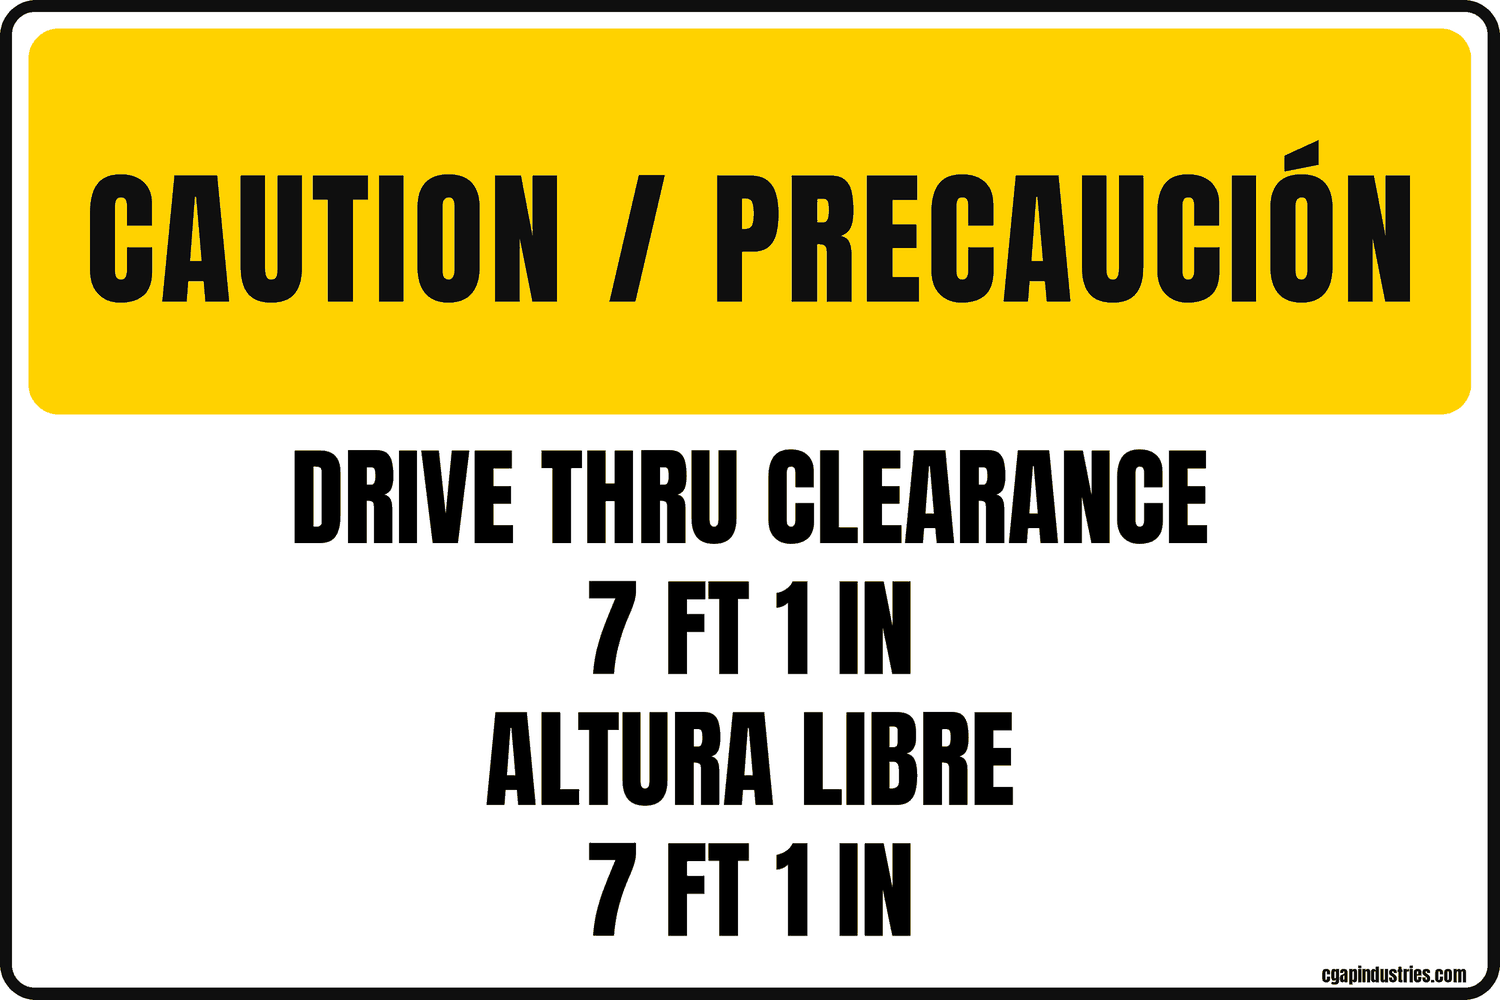 CAUTION / PRECAUCIÓN
DRIVE THRU CLEARANCE
7 FT 1 IN
ALTURA LIBRE
7 FT 1 IN
cgapindustries.com